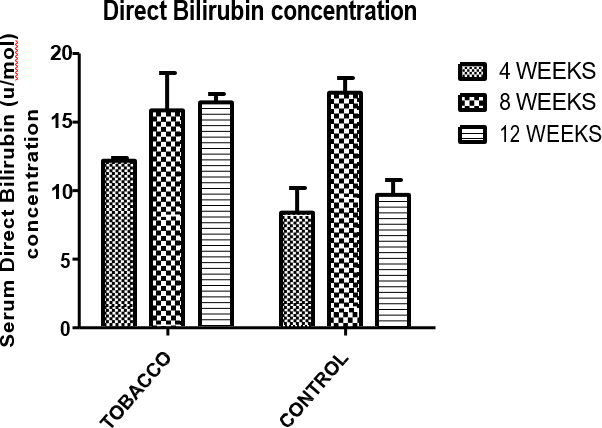 Direct Bilirubin concentration
Serum Direct Bilirubin (u/mol)
concentration
20
15
10
5
0
TOBACCO
CONTROL
4 WEEKS
8 WEEKS
12 WEEKS